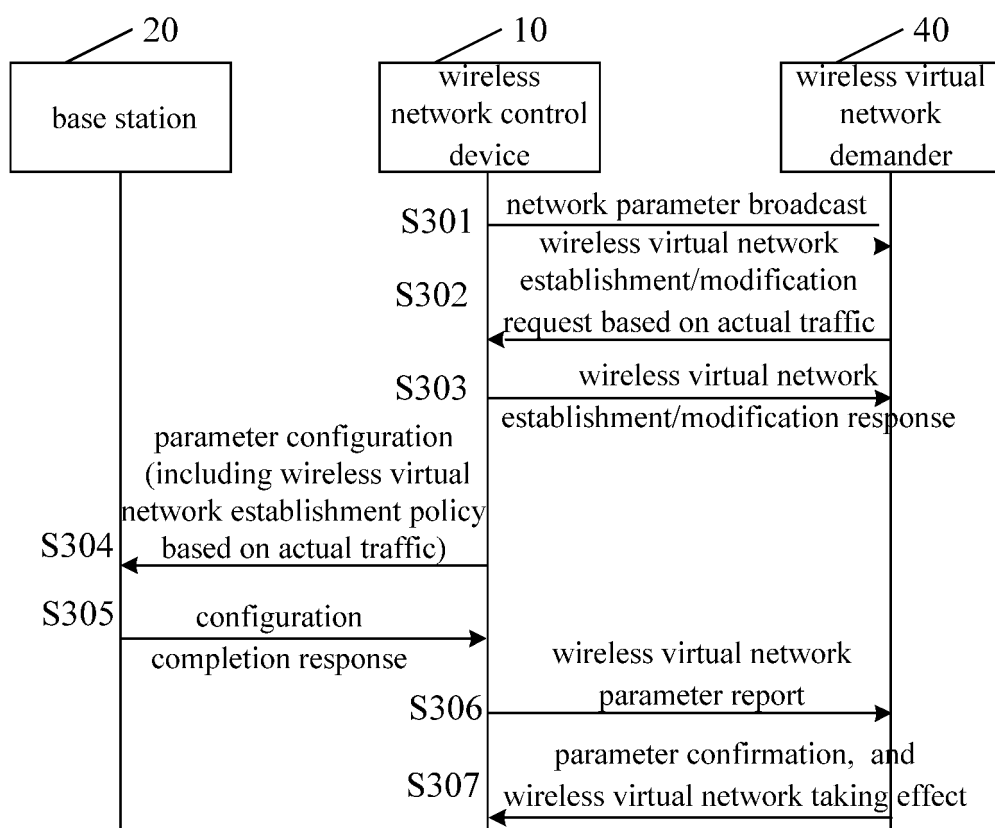 20
10
40
base station
wireless
network control
device
wireless virtual
network
demander
S301
network parameter broadcast
wireless virtual network
S302
establishment/modification
request based on actual traffic
S303
wireless virtual network
establishment/modification response
parameter configuration
(including wireless virtual
network establishment policy
S304
based on actual traffic)
S305
configuration
completion response
wireless virtual network
S306
parameter report
parameter confirmation, and
S307
wireless virtual network taking effect